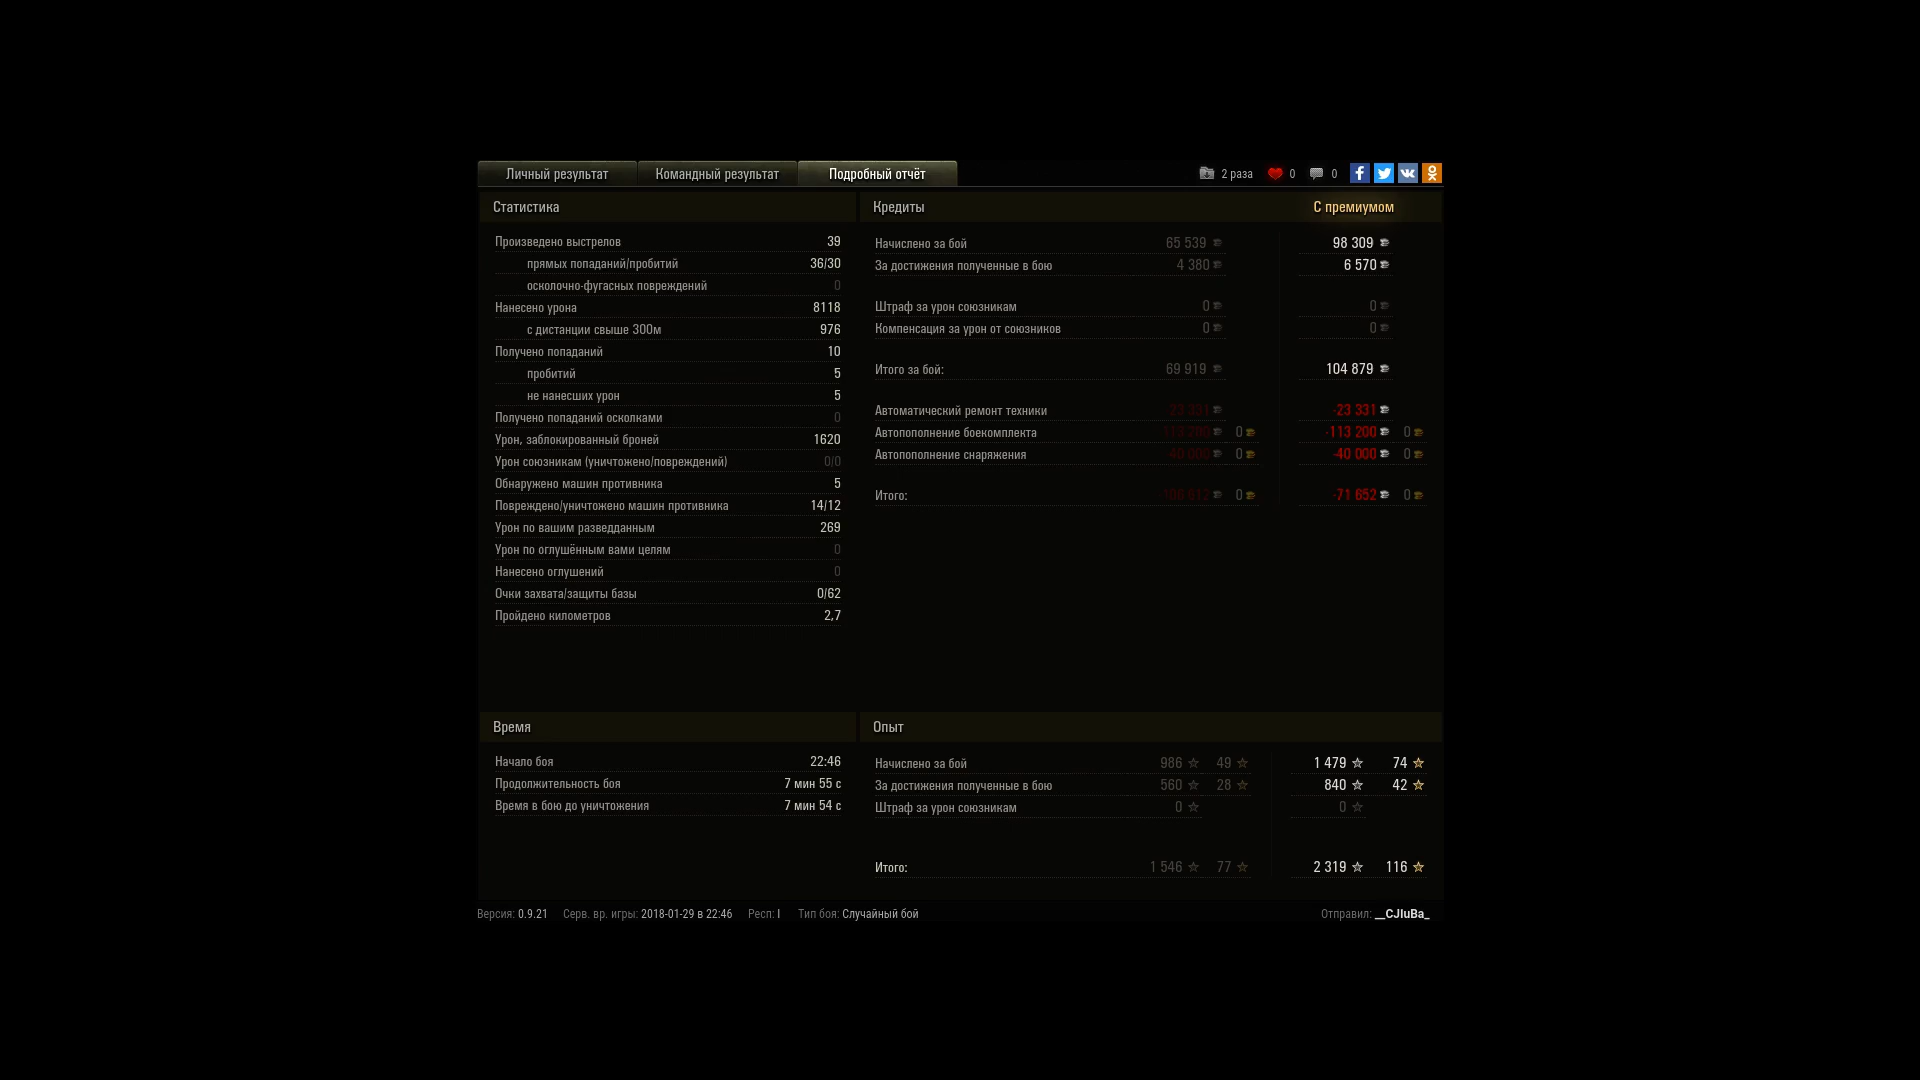 Личный результат Командный результат Подробный отчёт 2 раза 0 0
Статистика
Произведено выстрелов 39
прямых попаданий/пробитий 36/30
осколочно-фугасных повреждений 0
Нанесено урона 8118
с дистанции свыше 300м 976
Получено попаданий 10
пробитий 5
не нанесших урон 5
Получено попаданий осколками 0
Урон, заблокированный броней 1620
Урон союзникам (уничтожено/повреждений) 0/0
Обнаружено машин противника 5
Повреждено/уничтожено машин противника 14/12
Урон по вашим разведданным 269
Урон по оглушённым вами целям 0
Нанесено оглушений 0
Очки захвата/защиты базы 0/62
Пройдено километров 2,7
Кредиты С премиумом
Начислено за бой 65 539 98 309
За достижения полученные в бою 4 380 6 570
Штраф за урон союзникам 0 0
Компенсация за урон от союзников 0 0
Итого за бой: 69 919 104 879
Автоматический ремонт техники -23 331 -23 331
Автопополнение боекомплекта -113 200 0 -113 200 0
Автопополнение снаряжения -40 000 0 -40 000 0
Итого: -106 612 0 -71 652 0
Время
Начало боя 22:46
Продолжительность боя 7 мин 55 с
Время в бою до уничтожения 7 мин 54 с
Опыт
Начислено за бой 986 49 1 479 74
За достижения полученные в бою 560 28 840 42
Штраф за урон союзникам 0 0
Итого: 1 546 77 2 319 116
Версия: 0.9.21 Серв. вр. игры: 2018-01-29 в 22:46 Респ: I Тип боя: Случайный бой Отправил: __CJIuBa_